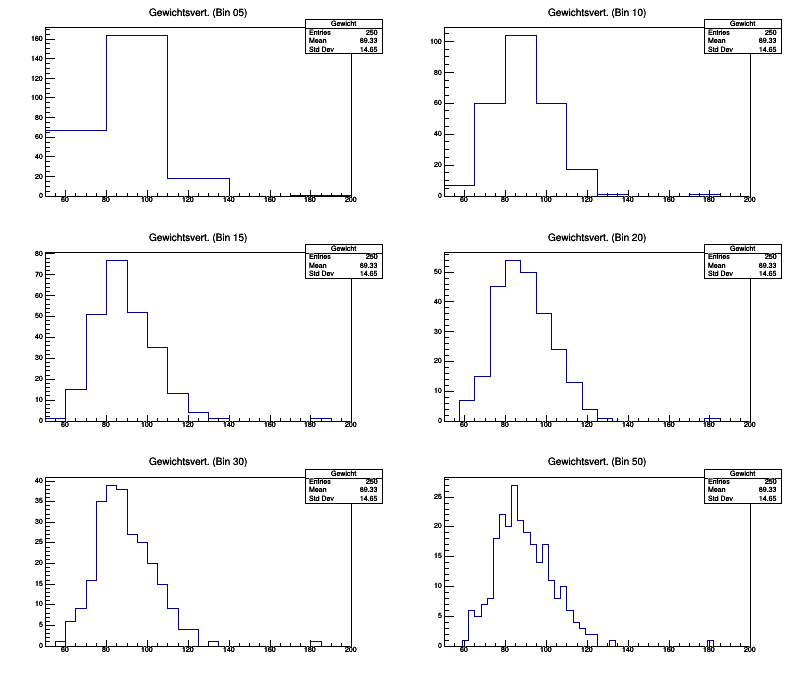 Gewichtsvert. (Bin 05)
Gewicht
Entries 250
Mean 89.33
Std Dev 14.65
160
140
120
100
80
60
40
20
0
60 80 100 120 140 160 180 200
Gewichtsvert. (Bin 10)
Gewicht
Entries 250
Mean 89.33
Std Dev 14.65
100
80
60
40
20
0
60 80 100 120 140 160 180 200
Gewichtsvert. (Bin 15)
Gewicht
Entries 250
Mean 89.33
Std Dev 14.65
80
70
60
50
40
30
20
10
0
60 80 100 120 140 160 180 200
Gewichtsvert. (Bin 20)
Gewicht
Entries 250
Mean 89.33
Std Dev 14.65
50
40
30
20
10
0
60 80 100 120 140 160 180 200
Gewichtsvert. (Bin 30)
Gewicht
Entries 250
Mean 89.33
Std Dev 14.65
40
35
30
25
20
15
10
5
0
60 80 100 120 140 160 180 200
Gewichtsvert. (Bin 50)
Gewicht
Entries 250
Mean 89.33
Std Dev 14.65
25
20
15
10
5
0
60 80 100 120 140 160 180 200